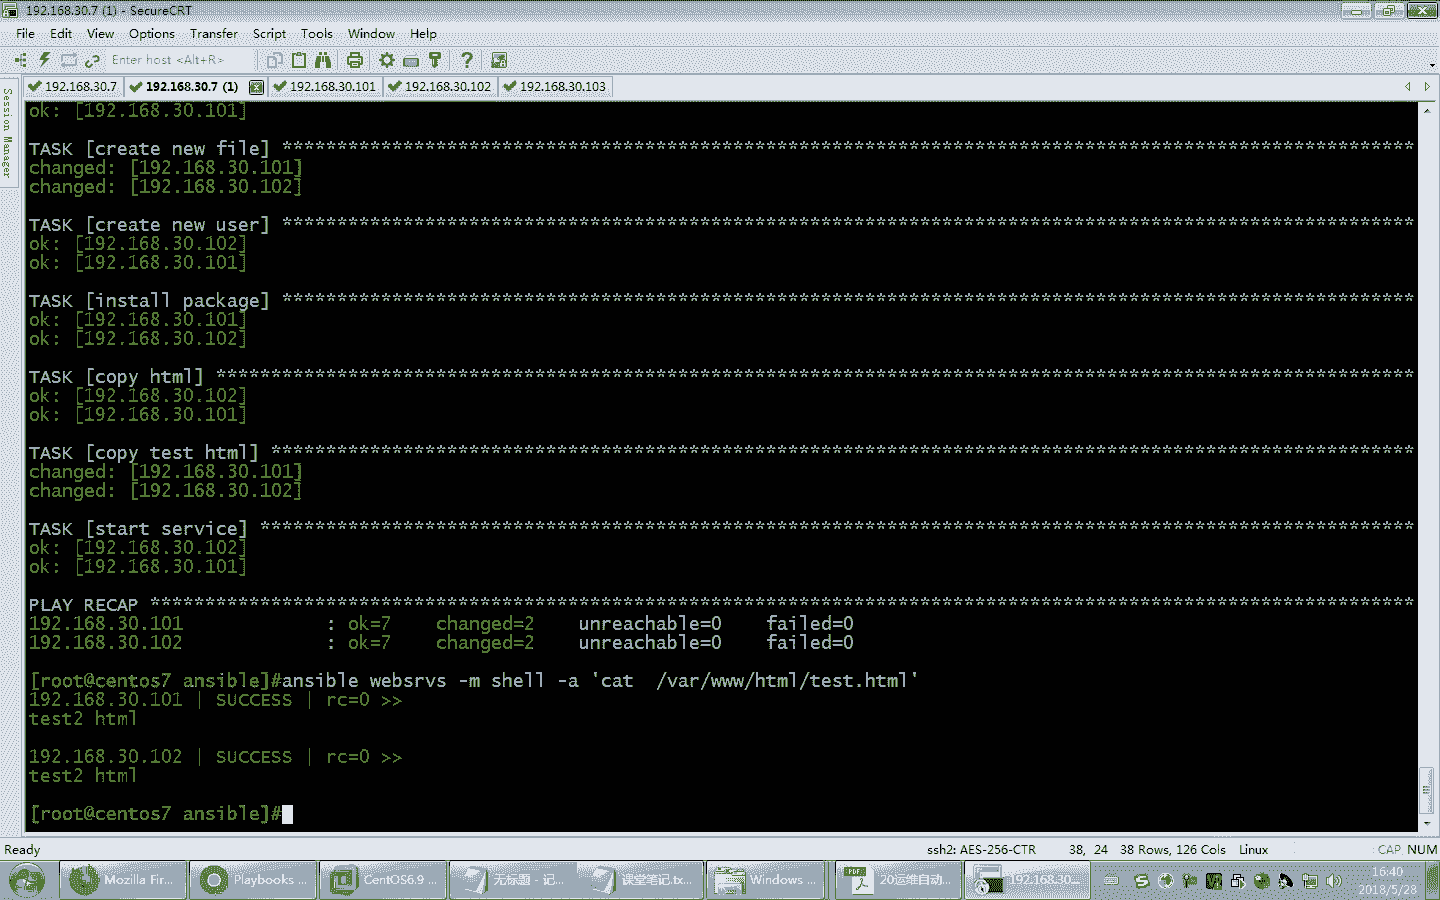 192.168.30.7 (1) - SecureCRT
File Edit View Options Transfer Script Tools Window Help
Enter host <Alt+R>
192.168.30.7 192.168.30.7 (1) 192.168.30.101 192.168.30.102 192.168.30.103
Session Manager
ok: [192.168.30.101]
TASK [create new file] *******************************************************************************************************
changed: [192.168.30.101]
changed: [192.168.30.102]
TASK [create new user] *******************************************************************************************************
ok: [192.168.30.102]
ok: [192.168.30.101]
TASK [install package] *******************************************************************************************************
ok: [192.168.30.101]
ok: [192.168.30.102]
TASK [copy html] *************************************************************************************************************
ok: [192.168.30.102]
ok: [192.168.30.101]
TASK [copy test html] ********************************************************************************************************
changed: [192.168.30.101]
changed: [192.168.30.102]
TASK [start service] *********************************************************************************************************
ok: [192.168.30.102]
ok: [192.168.30.101]
PLAY RECAP *******************************************************************************************************************
192.168.30.101 : ok=7 changed=2 unreachable=0 failed=0
192.168.30.102 : ok=7 changed=2 unreachable=0 failed=0
[root@centos7 ansible]#ansible websrvs -m shell -a 'cat  /var/www/html/test.html'
192.168.30.101 | SUCCESS | rc=0 >>
test2 html
192.168.30.102 | SUCCESS | rc=0 >>
test2 html
[root@centos7 ansible]#
Ready ssh2: AES-256-CTR 38, 24 38 Rows, 126 Cols Linux CAP NUM
Mozilla Fir... Playbooks ... CentOS6.9 ... 无标题 - 记... 课堂笔记.tx... Windows ... 20运维自动... 192.168.30... 16:40
2018/5/28